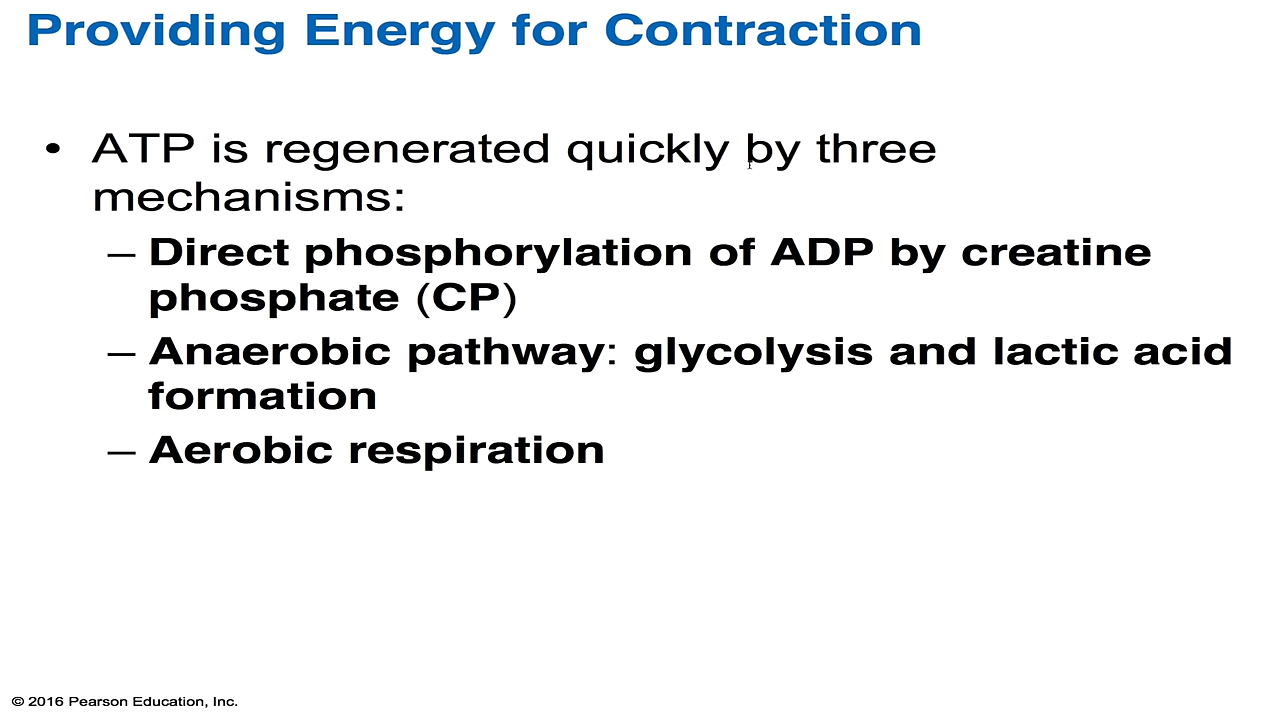 Providing Energy for Contraction
• ATP is regenerated quickly by three
mechanisms:
– Direct phosphorylation of ADP by creatine
phosphate (CP)
– Anaerobic pathway: glycolysis and lactic acid
formation
– Aerobic respiration
© 2016 Pearson Education, Inc.